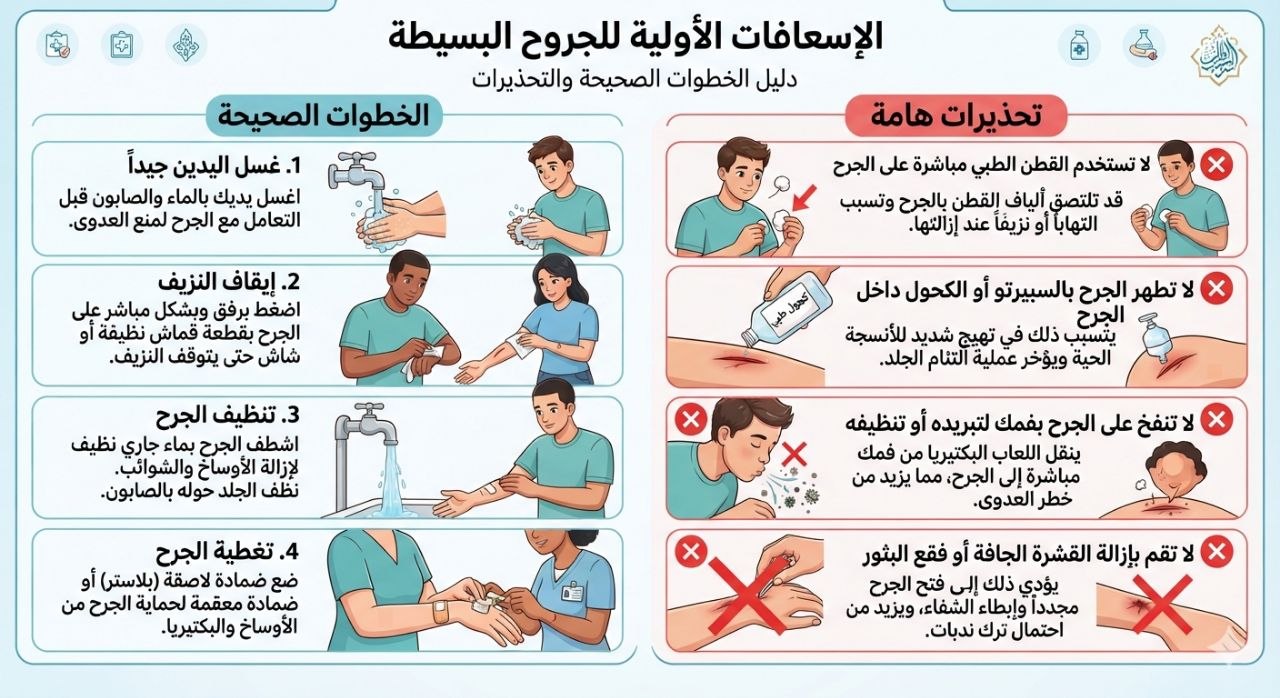 الإسعافات الأولية للجروح البسيطة
دليل الخطوات الصحيحة والتحذيرات
تحذيرات هامة
لا تستخدم القطن الطبي مباشرة على الجرح
قد تلتصق ألياف القطن بالجرح وتسبب
التهاباً أو نزيفاً عند إزالتها.
لا تطهر الجرح بالسبيرتو أو الكحول داخل
الجرح
يتسبب ذلك في تهيج شديد للأنسجة
الحية ويؤخر عملية التئام الجلد.
كحول طبي
لا تنفخ على الجرح بفمك لتبريده أو تنظيفه
ينقل اللعاب البكتيريا من فمك
مباشرة إلى الجرح، مما يزيد من
خطر العدوى.
لا تقم بإزالة القشرة الجافة أو فقع البثور
يؤدي ذلك إلى فتح الجرح
مجدداً وإبطاء الشفاء، ويزيد من
احتمال ترك ندبات.
الخطوات الصحيحة
1. غسل اليدين جيداً
اغسل يديك بالماء والصابون قبل
التعامل مع الجرح لمنع العدوى.
2. إيقاف النزيف
اضغط برفق وبشكل مباشر على
الجرح بقطعة قماش نظيفة أو
شاش حتى يتوقف النزيف.
3. تنظيف الجرح
اشطف الجرح بماء جاري نظيف
لإزالة الأوساخ والشوائب.
نظف الجلد حوله بالصابون.
4. تغطية الجرح
ضع ضمادة لاصقة (بلاستر) أو
ضمادة معقمة لحماية الجرح من
الأوساخ والبكتيريا.